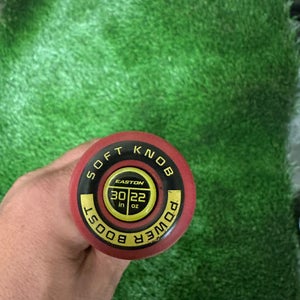 SOFT KNOB
EASTON
30 22
in oz
POWER BOOST